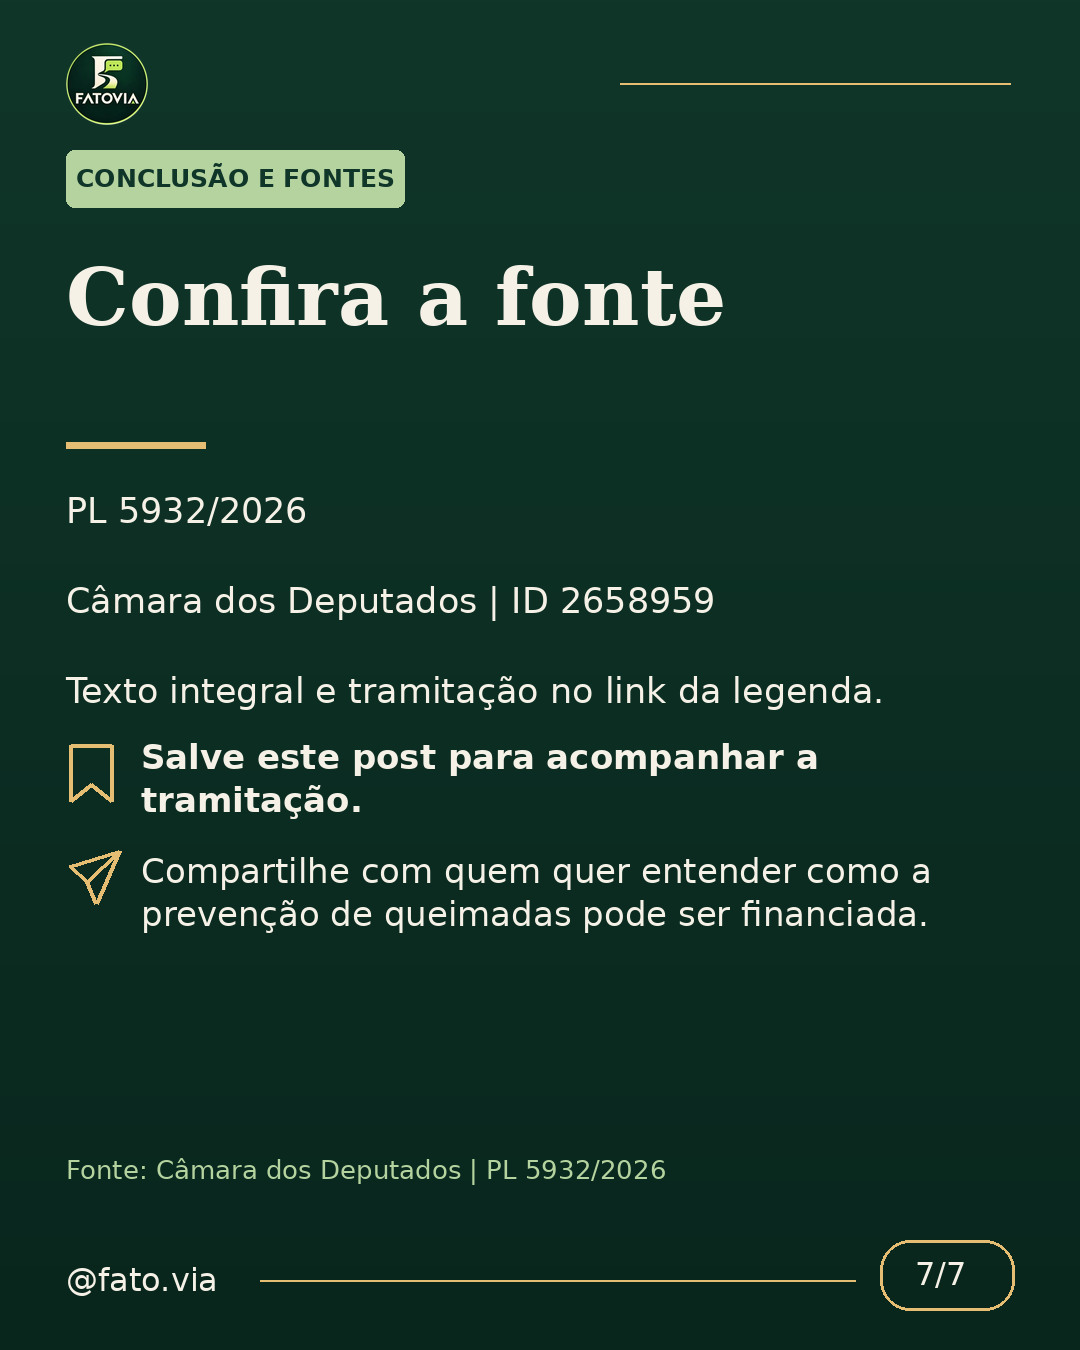 FATOVIA
CONCLUSÃO E FONTES
Confira a fonte
PL 5932/2026
Câmara dos Deputados | ID 2658959
Texto integral e tramitação no link da legenda.
Salve este post para acompanhar a
tramitação.
Compartilhe com quem quer entender como a
prevenção de queimadas pode ser financiada.
Fonte: Câmara dos Deputados | PL 5932/2026
@fato.via
7/7